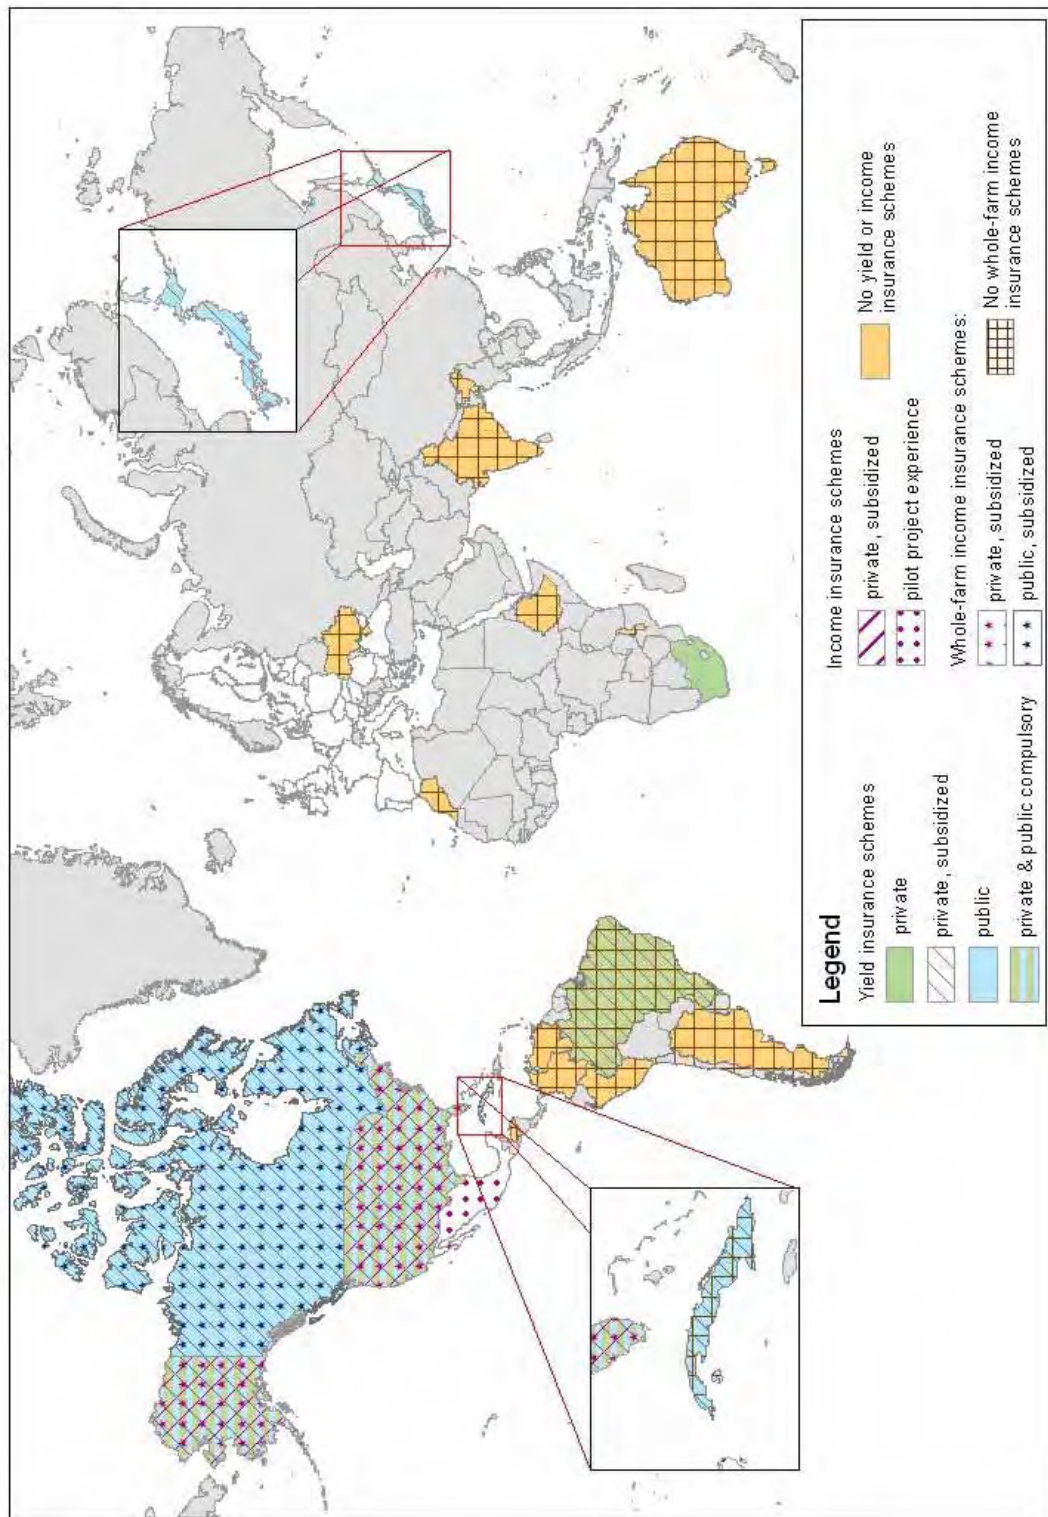 Legend
Yield insurance schemes
private
private, subsidized
public
private & public compulsory
Income insurance schemes
private, subsidized
pilot project experience
Whole-farm income insurance schemes:
private, subsidized
public, subsidized
No yield or income
insurance schemes
No whole-farm income
insurance schemes